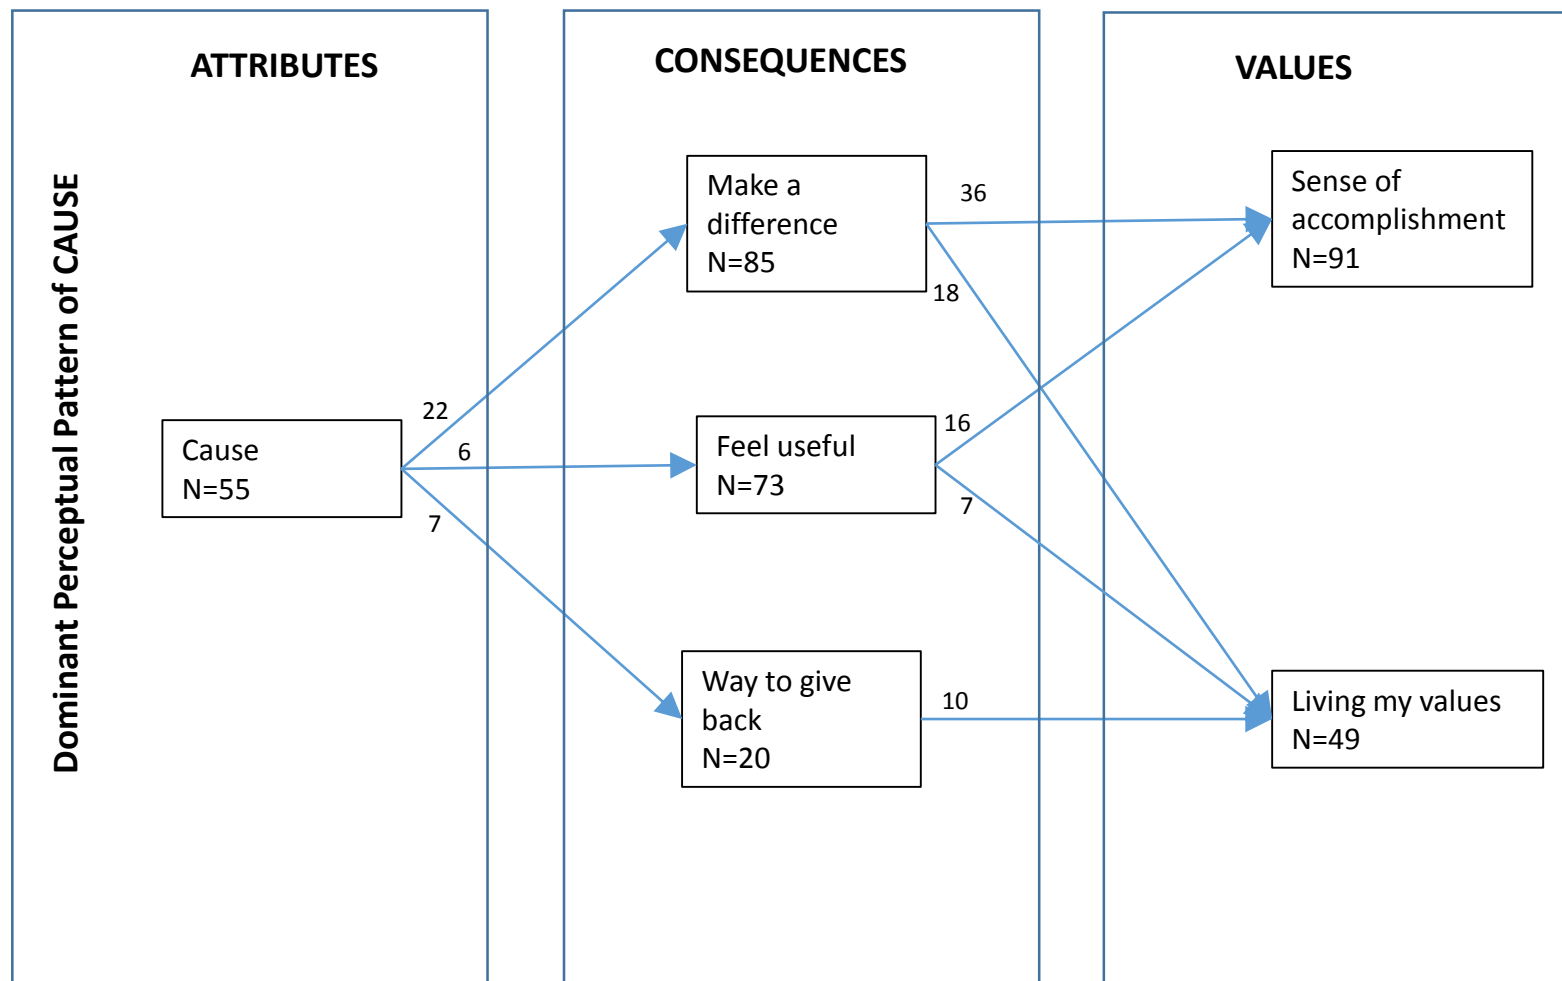 ATTRIBUTES
CONSEQUENCES
VALUES
Dominant Perceptual Pattern of CAUSE
Cause
N=55
22
6
7
Make a
difference
N=85
36
18
Feel useful
N=73
16
7
Way to give
back
N=20
10
Sense of
accomplishment
N=91
Living my values
N=49